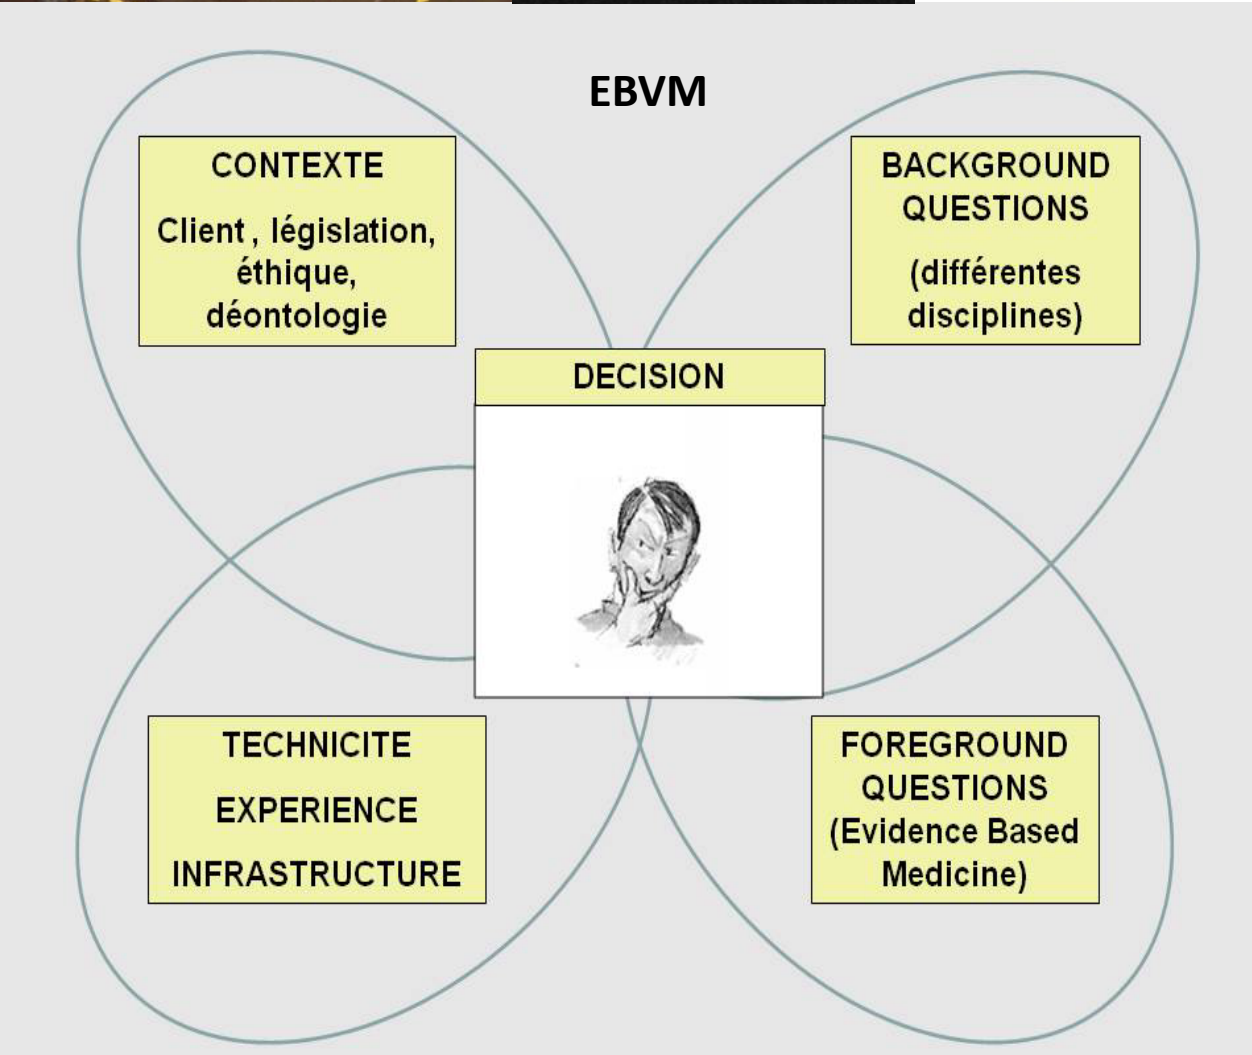 EBVM
CONTEXTE
Client , législation,
éthique,
déontologie
BACKGROUND
QUESTIONS
(différentes
disciplines)
DECISION
TECHNICITE
EXPERIENCE
INFRASTRUCTURE
FOREGROUND
QUESTIONS
(Evidence Based
Medicine)